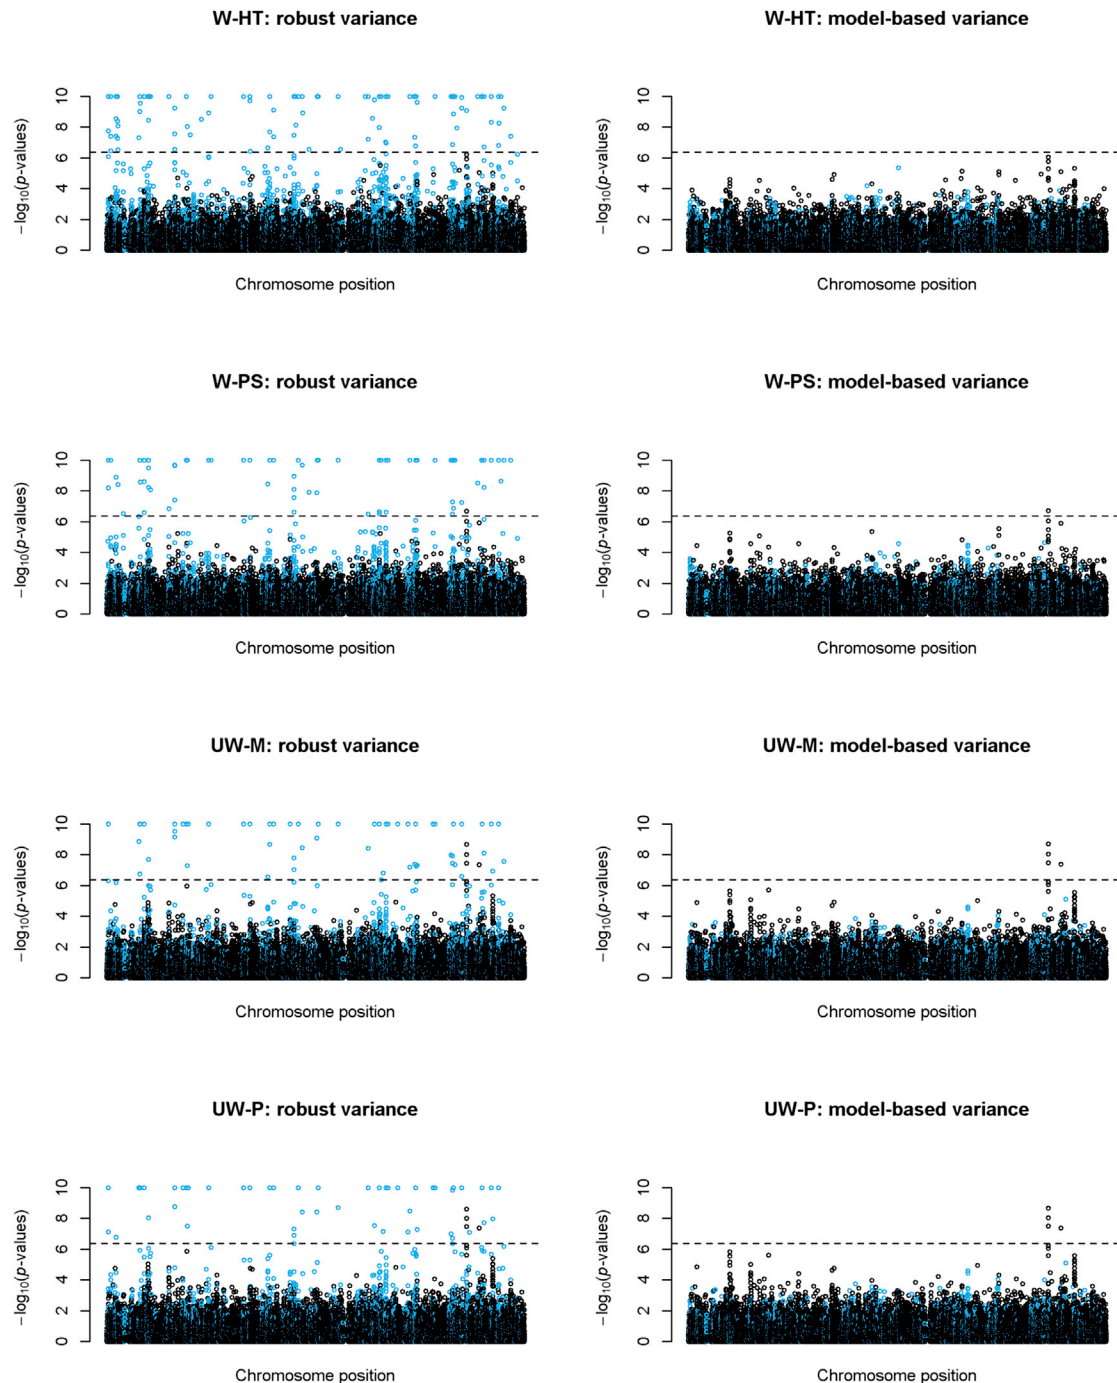 W-HT: robust variance
W-HT: model-based variance
−log10(p-values)
0 2 4 6 8 10
Chromosome position
−log10(p-values)
0 2 4 6 8 10
Chromosome position
W-PS: robust variance
W-PS: model-based variance
−log10(p-values)
0 2 4 6 8 10
Chromosome position
−log10(p-values)
0 2 4 6 8 10
Chromosome position
UW-M: robust variance
UW-M: model-based variance
−log10(p-values)
0 2 4 6 8 10
Chromosome position
−log10(p-values)
0 2 4 6 8 10
Chromosome position
UW-P: robust variance
UW-P: model-based variance
−log10(p-values)
0 2 4 6 8 10
Chromosome position
−log10(p-values)
0 2 4 6 8 10
Chromosome position